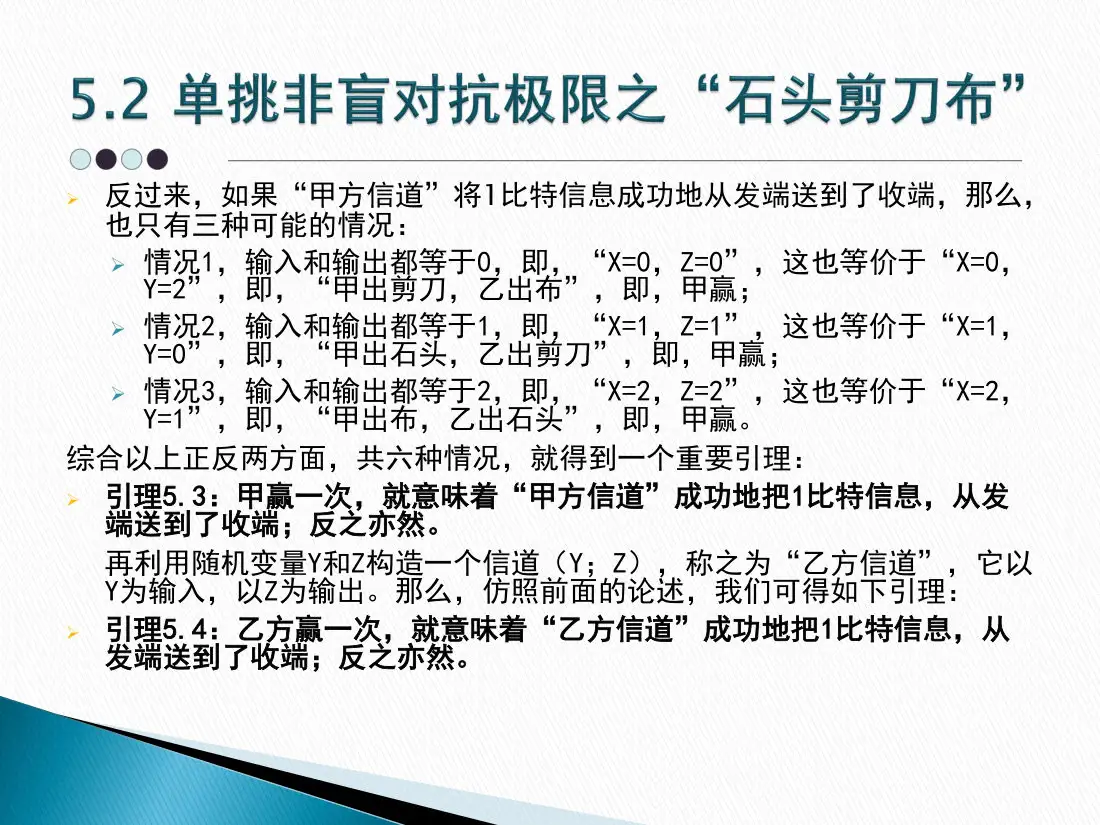 5.2 单挑非盲对抗极限之“石头剪刀布”
反过来，如果“甲方信道”将1比特信息成功地从发端送到了收端，那么，
也只有三种可能的情况：
情况1，输入和输出都等于0，即，“X=0，Z=0”，这也等价于“X=0，
Y=2”，即，“甲出剪刀，乙出布”，即，甲赢；
情况2，输入和输出都等于1，即，“X=1，Z=1”，这也等价于“X=1，
Y=0”，即，“甲出石头，乙出剪刀”，即，甲赢；
情况3，输入和输出都等于2，即，“X=2，Z=2”，这也等价于“X=2，
Y=1”，即，“甲出布，乙出石头”，即，甲赢。
综合以上正反两方面，共六种情况，就得到一个重要引理：
引理5.3：甲赢一次，就意味着“甲方信道”成功地把1比特信息，从发
端送到了收端；反之亦然。
再利用随机变量Y和Z构造一个信道（Y；Z），称之为“乙方信道”，它以
Y为输入，以Z为输出。那么，仿照前面的论述，我们可得如下引理：
引理5.4：乙方赢一次，就意味着“乙方信道”成功地把1比特信息，从
发端送到了收端；反之亦然。